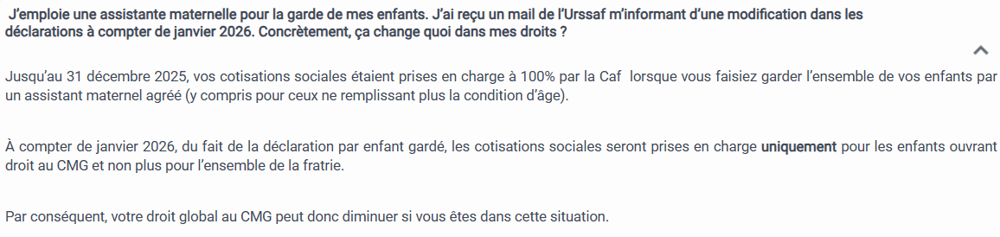 J’emploie une assistante maternelle pour la garde de mes enfants. J’ai reçu un mail de l’Urssaf m’informant d’une modification dans les
déclarations à compter de janvier 2026. Concrètement, ça change quoi dans mes droits ?
Jusqu’au 31 décembre 2025, vos cotisations sociales étaient prises en charge à 100% par la Caf lorsque vous faisiez garder l’ensemble de vos enfants par
un assistant maternel agréé (y compris pour ceux ne remplissant plus la condition d’âge).
À compter de janvier 2026, du fait de la déclaration par enfant gardé, les cotisations sociales seront prises en charge uniquement pour les enfants ouvrant
droit au CMG et non plus pour l’ensemble de la fratrie.
Par conséquent, votre droit global au CMG peut donc diminuer si vous êtes dans cette situation.